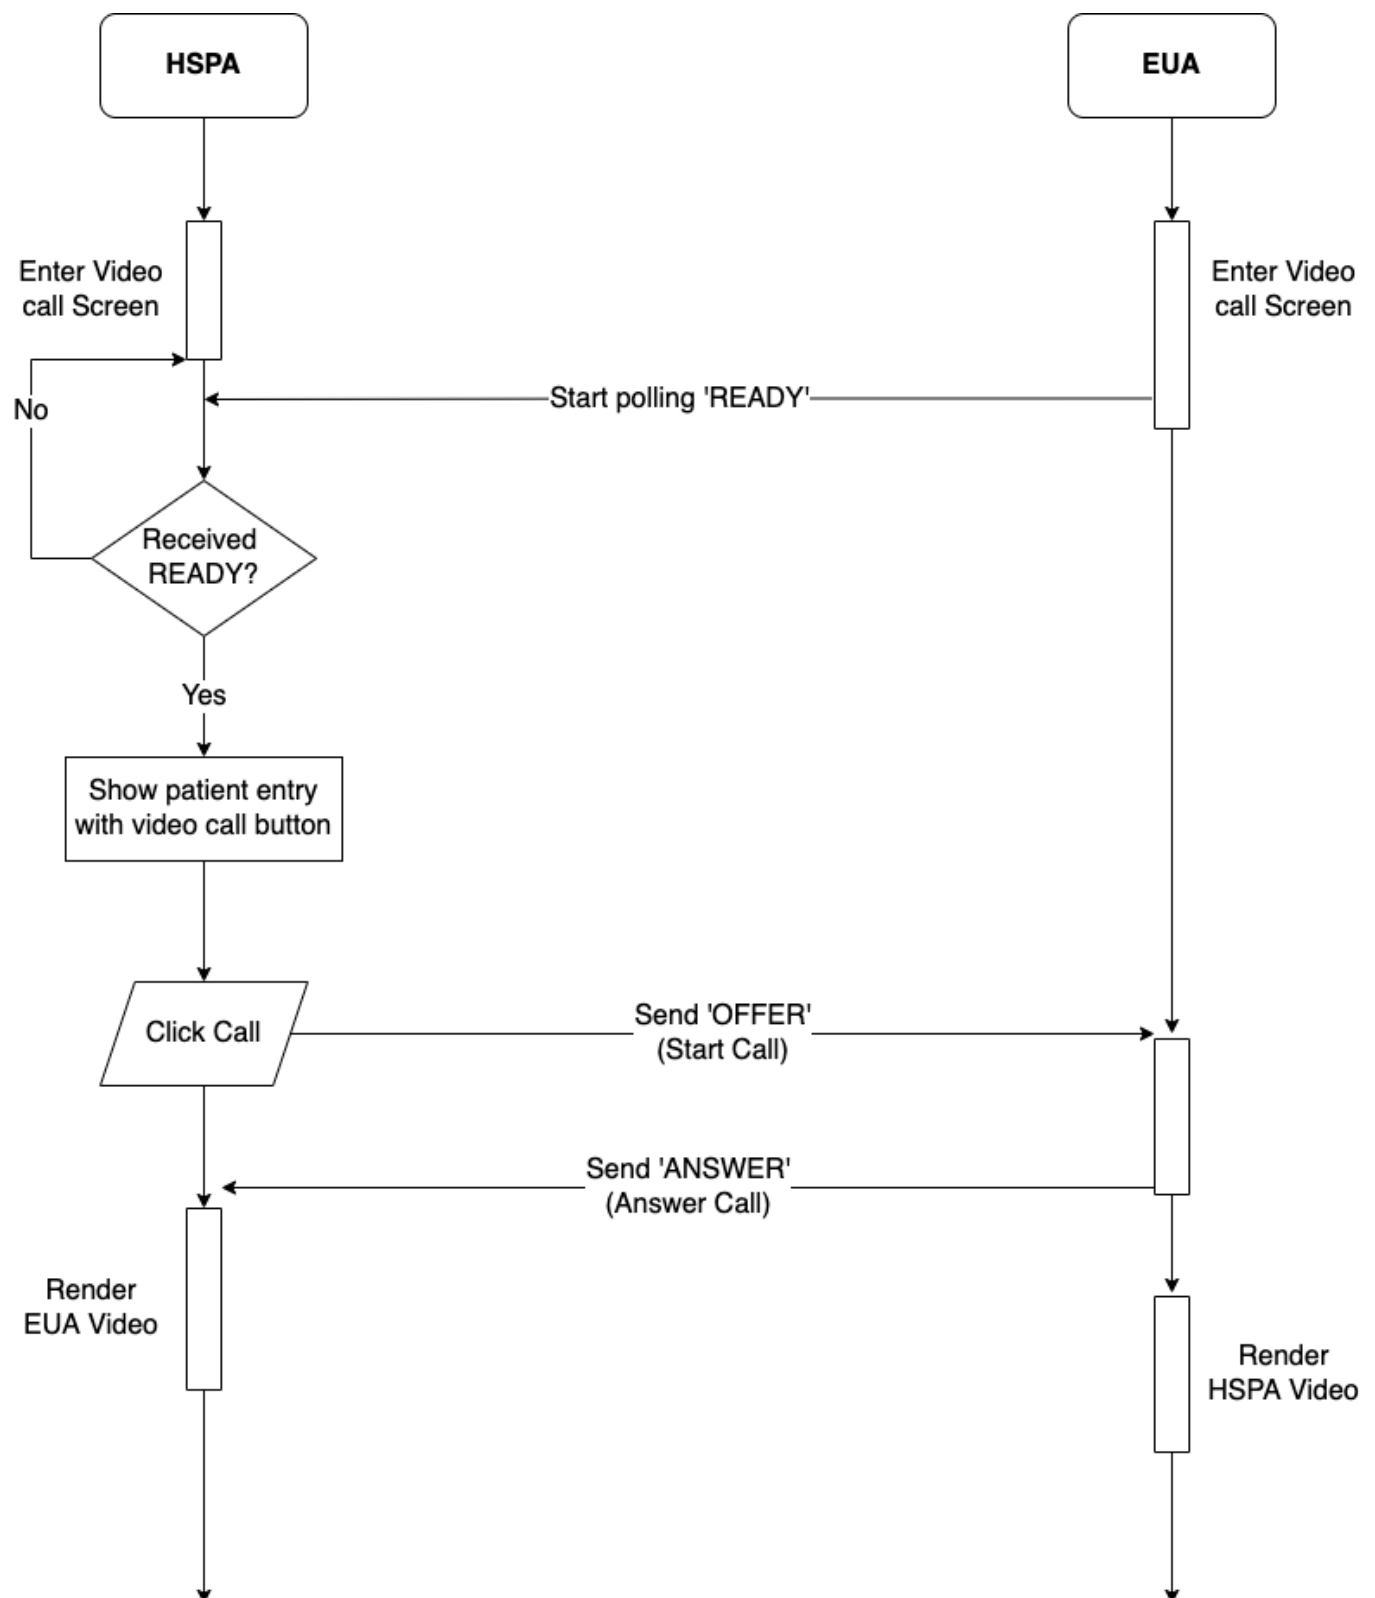 HSPA
EUA
Enter Video
call Screen
Enter Video
call Screen
Start polling 'READY'
No
Received
READY?
Yes
Show patient entry
with video call button
Click Call
Send 'OFFER'
(Start Call)
Send 'ANSWER'
(Answer Call)
Render
EUA Video
Render
HSPA Video